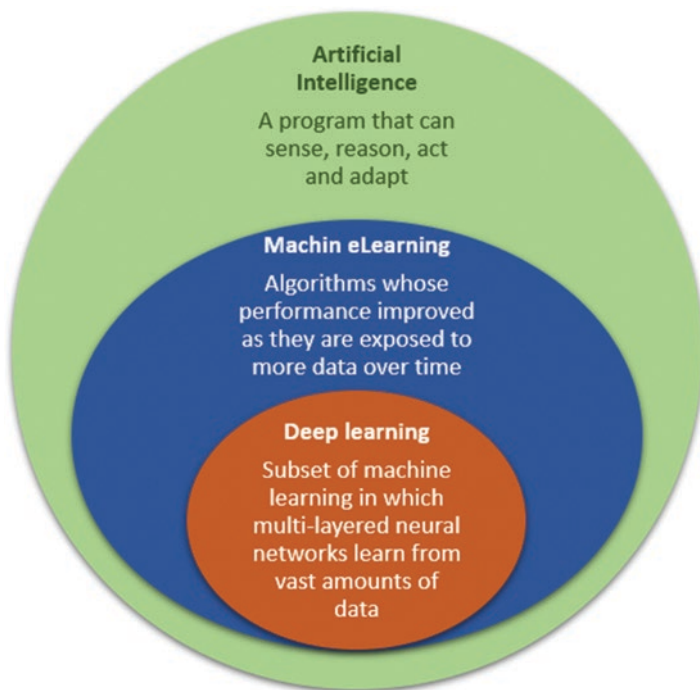 Artificial
Intelligence
A program that can
sense, reason, act
and adapt
Machin eLearning
Algorithms whose
performance improved
as they are exposed to
more data over time
Deep learning
Subset of machine
learning in which
multi-layered neural
networks learn from
vast amounts of
data